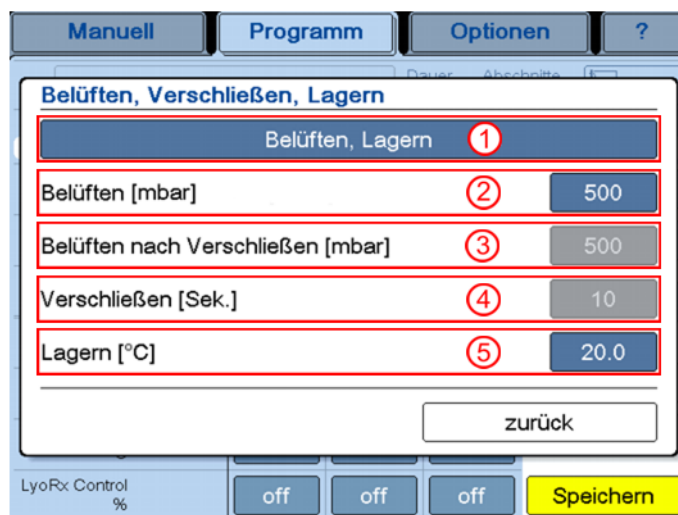 Manuell Programm Optionen ?
Dauer Abschnitte
Belüften, Verschließen, Lagern
Belüften, Lagern 1
Belüften [mbar] 2 500
Belüften nach Verschließen [mbar] 3 500
Verschließen [Sek.] 4 10
Lagern [°C] 5 20.0
zurück
LyoRx Control
% off off off Speichern